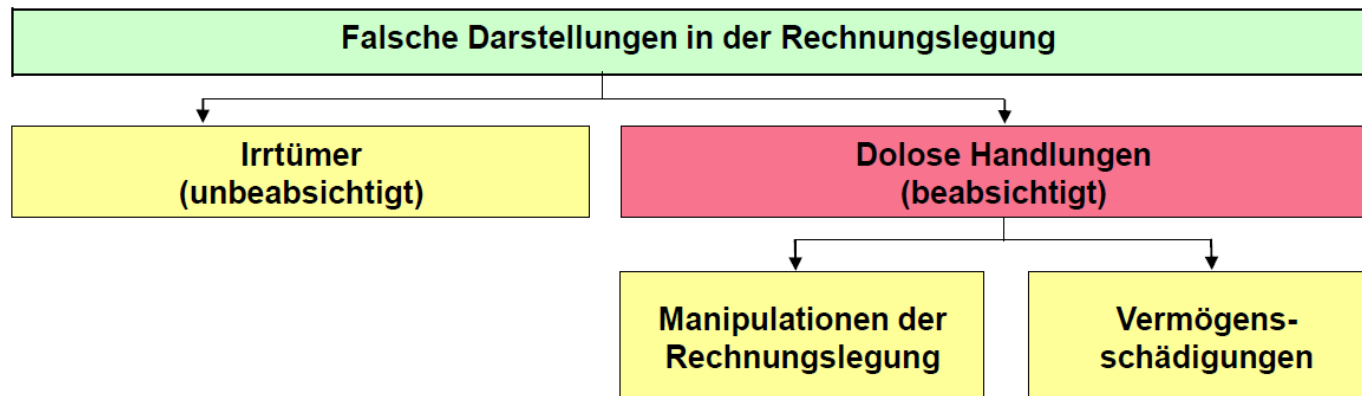 Falsche Darstellungen in der Rechnungslegung
Irrtümer
(unbeabsichtigt)
Dolose Handlungen
(beabsichtigt)
Manipulationen der
Rechnungslegung
Vermögens-
schädigungen